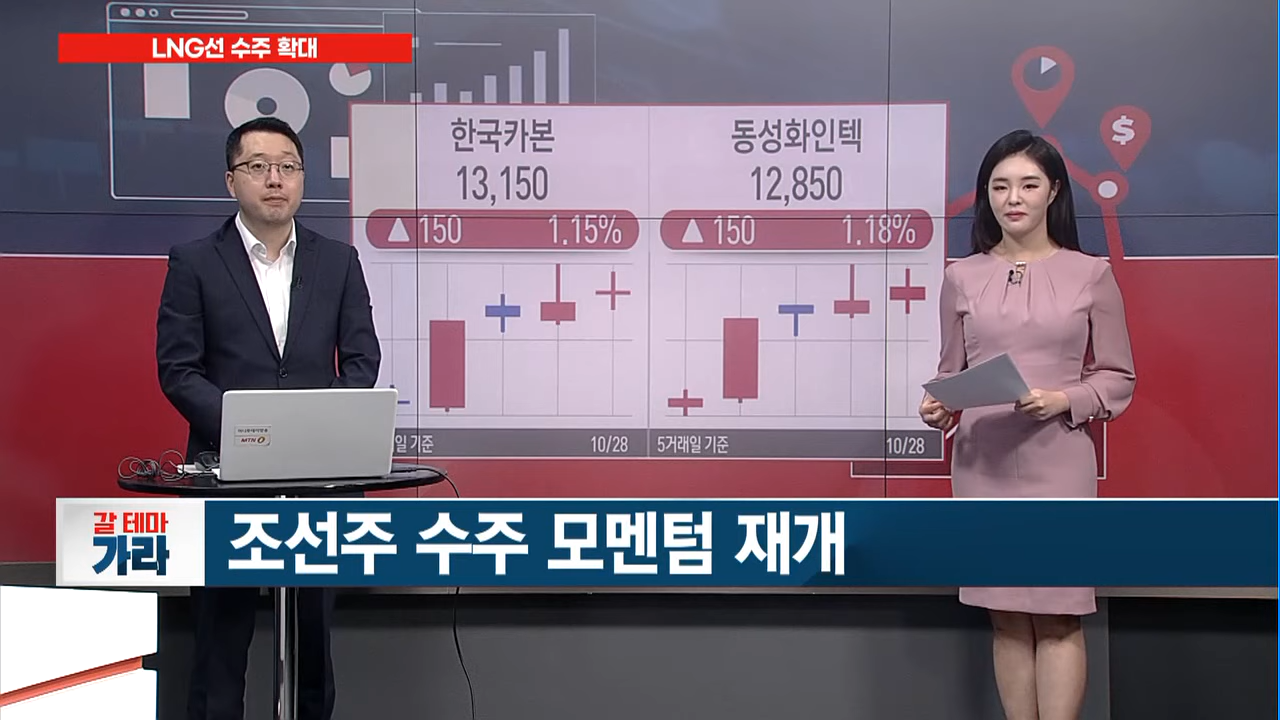 LNG선 수주 확대
한국카본
13,150
▲150 1.15%
동성화인텍
12,850
▲150 1.18%
일 기준 10/28
5거래일 기준 10/28
$
MTN
갈 테마
가라
조선주 수주 모멘텀 재개